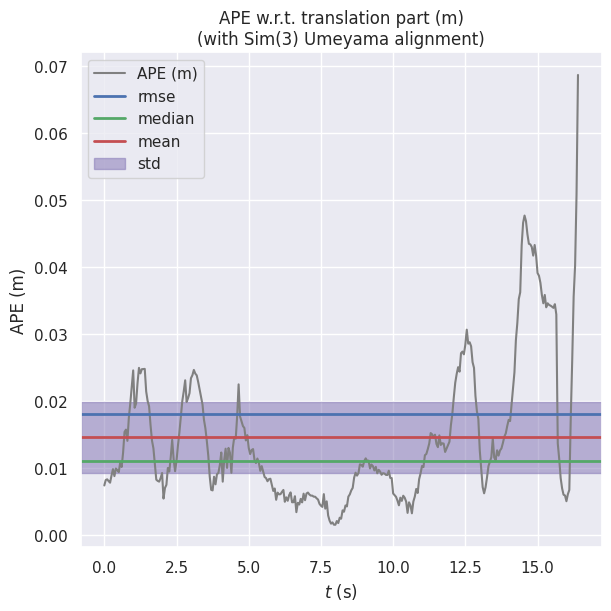 APE w.r.t. translation part (m)
(with Sim(3) Umeyama alignment)
APE (m)
rmse
median
mean
std
APE (m)
0.07
0.06
0.05
0.04
0.03
0.02
0.01
0.00
0.0 2.5 5.0 7.5 10.0 12.5 15.0
t (s)